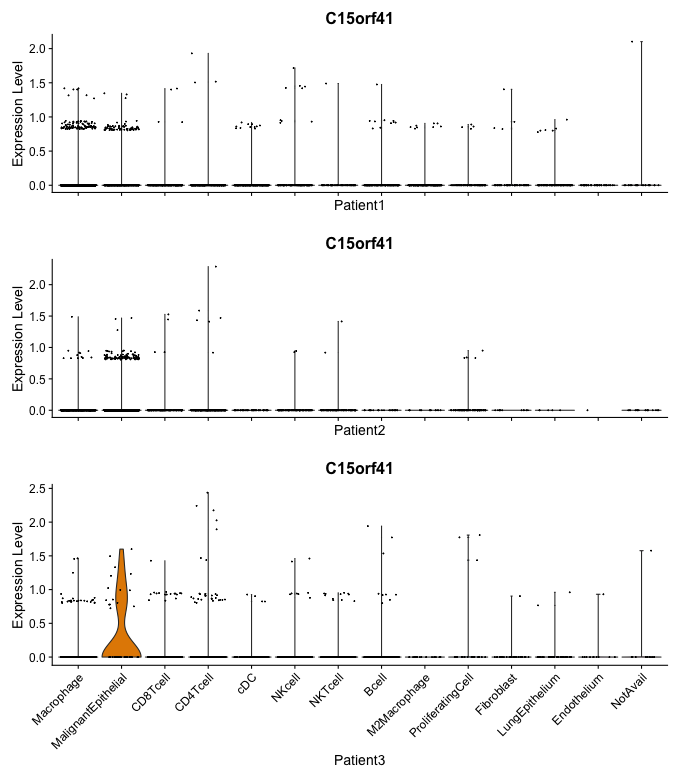 C15orf41
Expression Level
2.0
1.5
1.0
0.5
0.0
Patient1
C15orf41
Expression Level
2.0
1.5
1.0
0.5
0.0
Patient2
C15orf41
Expression Level
2.5
2.0
1.5
1.0
0.5
0.0
Macrophage
MalignantEpithelial
CD8Tcell
CD4Tcell
cDC
NKcell
NKTcell
Bcell
M2Macrophage
ProliferatingCell
Fibroblast
LungEpithelium
Endothelium
NotAvail
Patient3